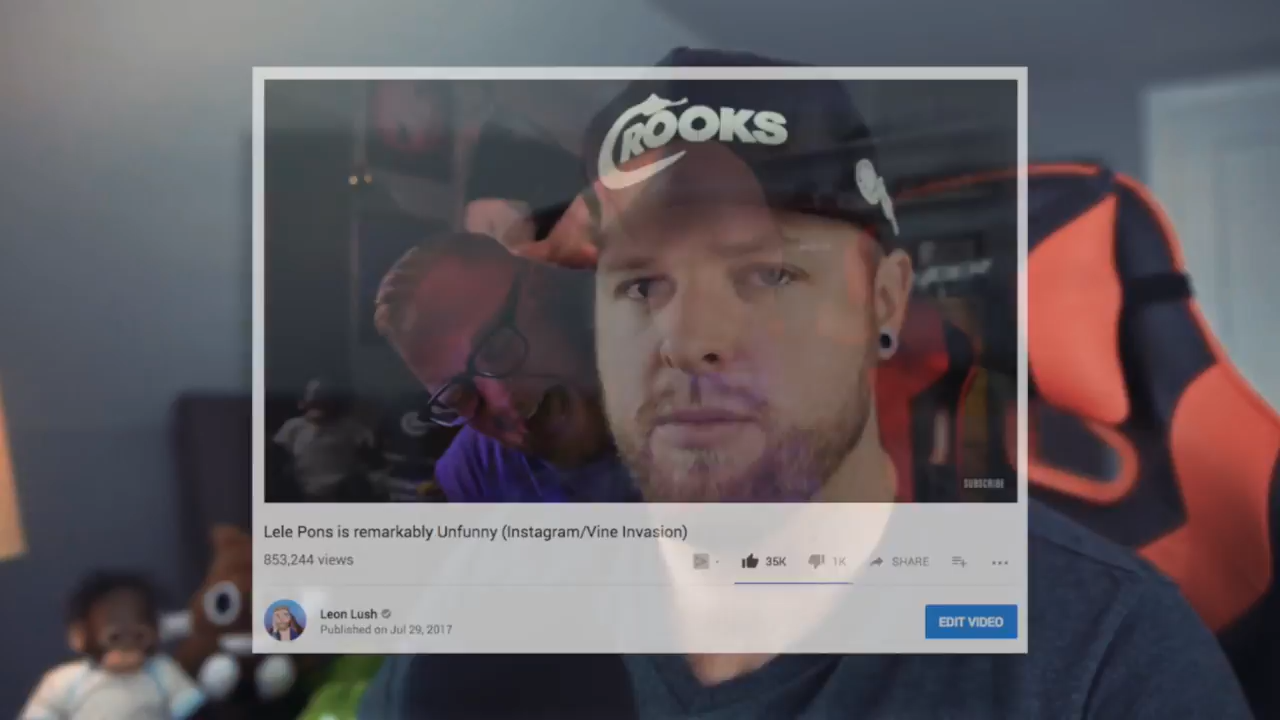 CROOKS
SUBSCRIBE
Lele Pons is remarkably Unfunny (Instagram/Vine Invasion)
853,244 views
35K
1K
SHARE
Leon Lush
Published on Jul 29, 2017
EDIT VIDEO